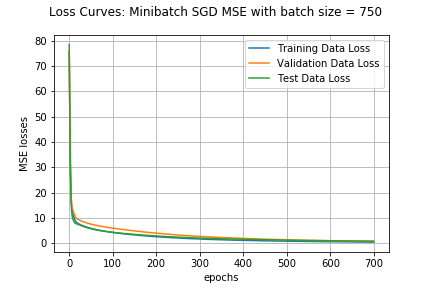 Loss Curves: Minibatch SGD MSE with batch size = 750
80
70
60
50
40
30
20
10
0
MSE losses
Training Data Loss
Validation Data Loss
Test Data Loss
0 100 200 300 400 500 600 700
epochs